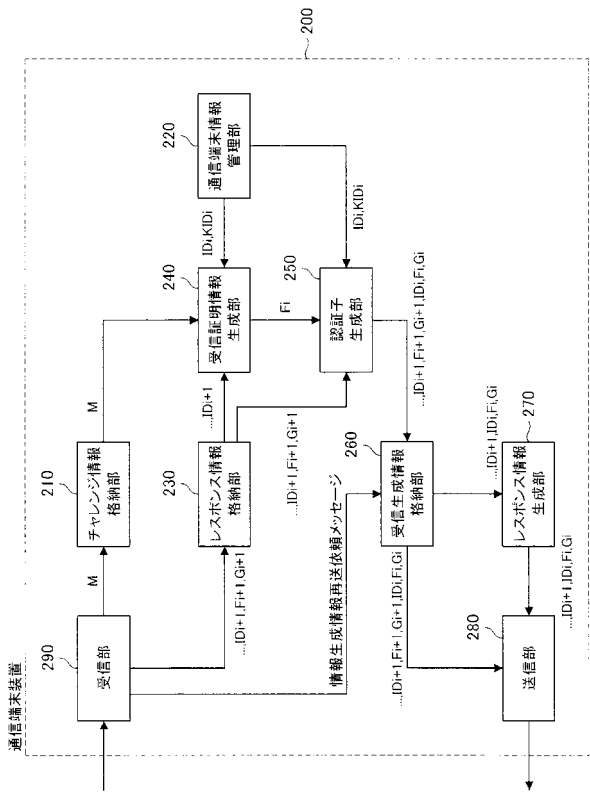 通信端末装置
200
290
受信部
M
210
チャレンジ情報
格納部
M
...,IDi+1,Fi+1,Gi+1
230
レスポンス情報
格納部
...,IDi+1
...,IDi+1,Fi+1,Gi+1
240
受信証明情報
生成部
IDi,KIDi
220
通信端末情報
管理部
IDi,KIDi
Fi
250
認証子
生成部
...,IDi+1,Fi+1,Gi+1,IDi,Fi,Gi
情報生成情報再送依頼メッセージ
260
受信生成情報
格納部
...,IDi+1,Fi+1,Gi+1,IDi,Fi,Gi
...,IDi+1,IDi,Fi,Gi
270
レスポンス情報
生成部
...,IDi+1,IDi,Fi,Gi
280
送信部